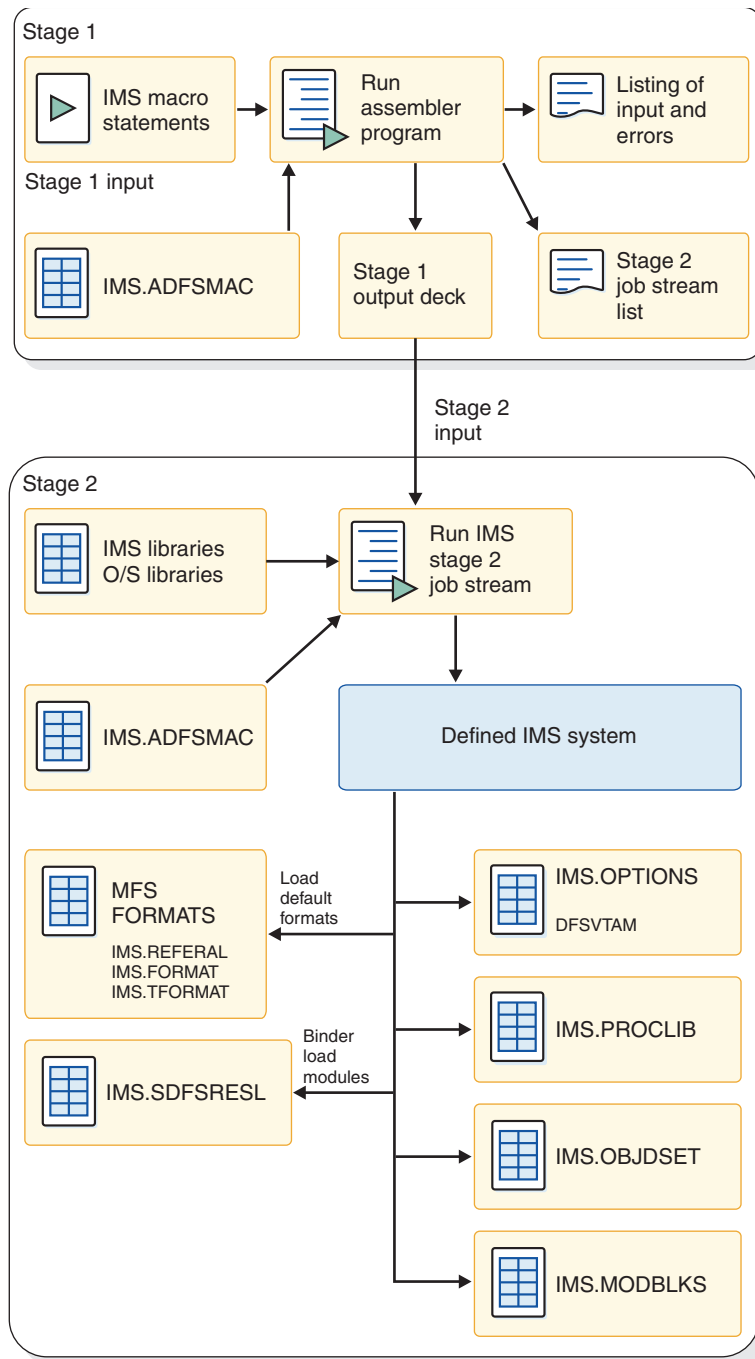 Stage 1
IMS macro
statements
Run
assembler
program
Listing of
input and
errors
Stage 1 input
IMS.ADFSMAC
Stage 1
output deck
Stage 2
job stream
list
Stage 2
input
Stage 2
IMS libraries
O/S libraries
Run IMS
stage 2
job stream
IMS.ADFSMAC
Defined IMS system
MFS
FORMATS
IMS.REFERAL
IMS.FORMAT
IMS.TFORMAT
Load
default
formats
IMS.OPTIONS
DFSVTAM
IMS.PROCLIB
Binder
load
modules
IMS.SDFSRESL
IMS.OBJDSET
IMS.MODBLKS